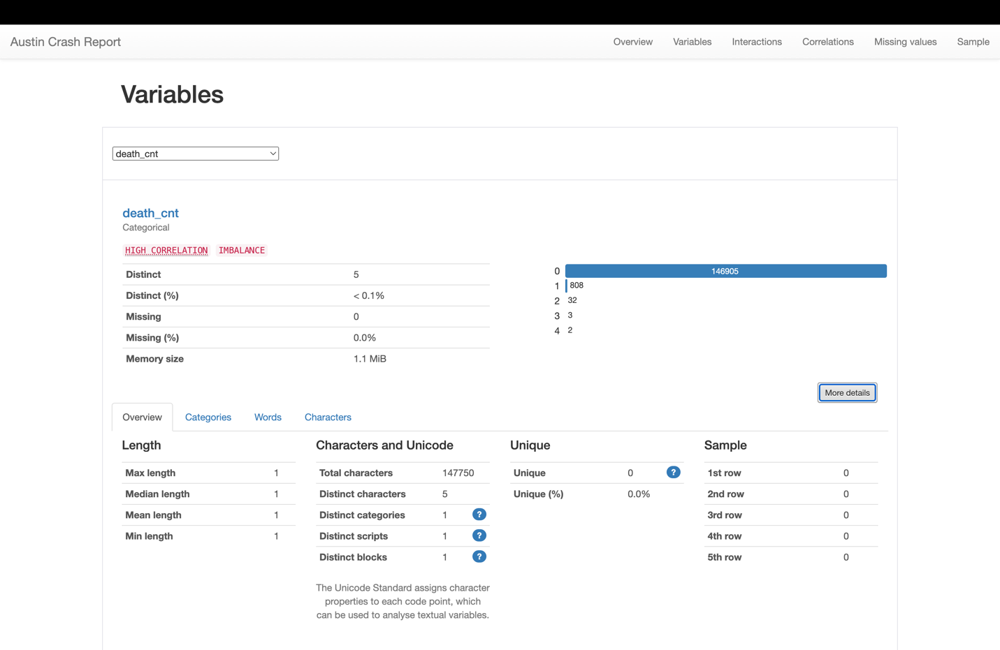 Austin Crash Report
Overview Variables Interactions Correlations Missing values Sample
Variables
death_cnt
death_cnt
Categorical
HIGH CORRELATION IMBALANCE
Distinct 5
Distinct (%) < 0.1%
Missing 0
Missing (%) 0.0%
Memory size 1.1 MiB
0 146905
1 808
2 32
3 3
4 2
More details
Overview Categories Words Characters
Length
Max length 1
Median length 1
Mean length 1
Min length 1
Characters and Unicode
Total characters 147750
Distinct characters 5
Distinct categories 1 ?
Distinct scripts 1 ?
Distinct blocks 1 ?
The Unicode Standard assigns character
properties to each code point, which
can be used to analyse textual variables.
Unique
Unique 0 ?
Unique (%) 0.0%
Sample
1st row 0
2nd row 0
3rd row 0
4th row 0
5th row 0